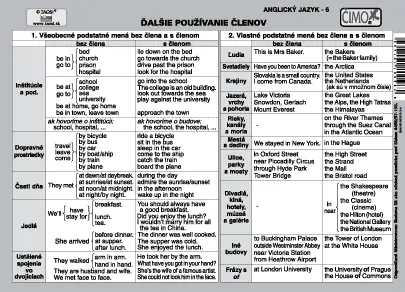 © TAOSI™
www.taosi.sk
ANGLICKÝ JAZYK - 6
ĎALŠIE POUŽÍVANIE ČLENOV
CIMO
1. Všeobecné podstatné mená bez člena a s členom
bez člena
s členom
Inštitúcie a pod.
be in
go to
bed
church
prison
hospital
lie down on the bed
go towards the church
drive past the prison
look for the hospital
be at
go to
school
college
sea
university
go into the school
The college is an old building.
look out towards the sea
play against the university
be at home, go home
be in town, leave town
approach the town
ak hovoríme o inštitúcii:
school, hospital, ...
ak hovoríme o budove:
the school, the hospital, ...
Dopravné prostriedky
travel
leave
come
go
by bicycle
by bus
by car
by boat/ship
by train
by plane
ride a bicycle
sit in the bus
sleep in the car
come to the ship
catch the train
board the plane
Časti dňa
They met
at dawn/at daybreak.
at sunrise/at sunset.
at noon/at midnight.
at night/by night.
during the day
admire the sunrise/sunset
in the afternoon
wake up in the night
Jedlá
We'll
have
stay for
breakfast.
lunch.
tea.
You should always have
a good breakfast.
Did you enjoy the lunch?
I wouldn't marry him for all
the tea in China.
She arrived
before dinner.
at supper.
after lunch.
The dinner was well cooked.
The supper was cold.
She enjoyed the lunch.
Ustálené spojenia vo dvojiciach
They walked
arm in arm.
hand in hand.
He took her by the arm.
What have you got in your hand?
They are husband and wife.
We met face to face.
She's the wife of a famous artist.
She could not look him in the face.
2. Vlastné podstatné mená bez člena a s členom
bez člena
s členom
Ľudia
This is Mrs Baker.
the Bakers
(= the Baker family)
Svetadiely
Have you been to America?
the Arctica
Krajiny
Slovakia is a small country.
I come from Canada.
the United States
the Netherlands
(ak sú v množnom čísle)
Jazerá, vrchy a pohoria
Lake Victoria
Snowdon, Gerlach
Mount Everest
the Great Lakes
the Alps, the High Tatras
the Himalayas
Rieky, kanály a moria
on the River Thames
through the Suez Canal
in the Atlantic Ocean
Mestá a dediny
We stayed in New York.
in the Hague
Ulice, parky a mosty
in Oxford Street
near Piccadilly Circus
through Hyde Park
Tower Bridge
the High Street
the Strand
the Mall
the Bristol road
Divadlá, kiná, hotely, múzeá a galérie
in
near
the Shakespeare
(theatre)
the Classic
(cinema)
the Hilton (hotel)
the National Gallery
the British Museum
Iné budovy
to Buckingham Palace
outside Westminster Abbey
near Victoria Station
from Heathrow Airport
the Tower of London
at the White House
Frázy s of
at London University
the University of Prague
the House of Commons